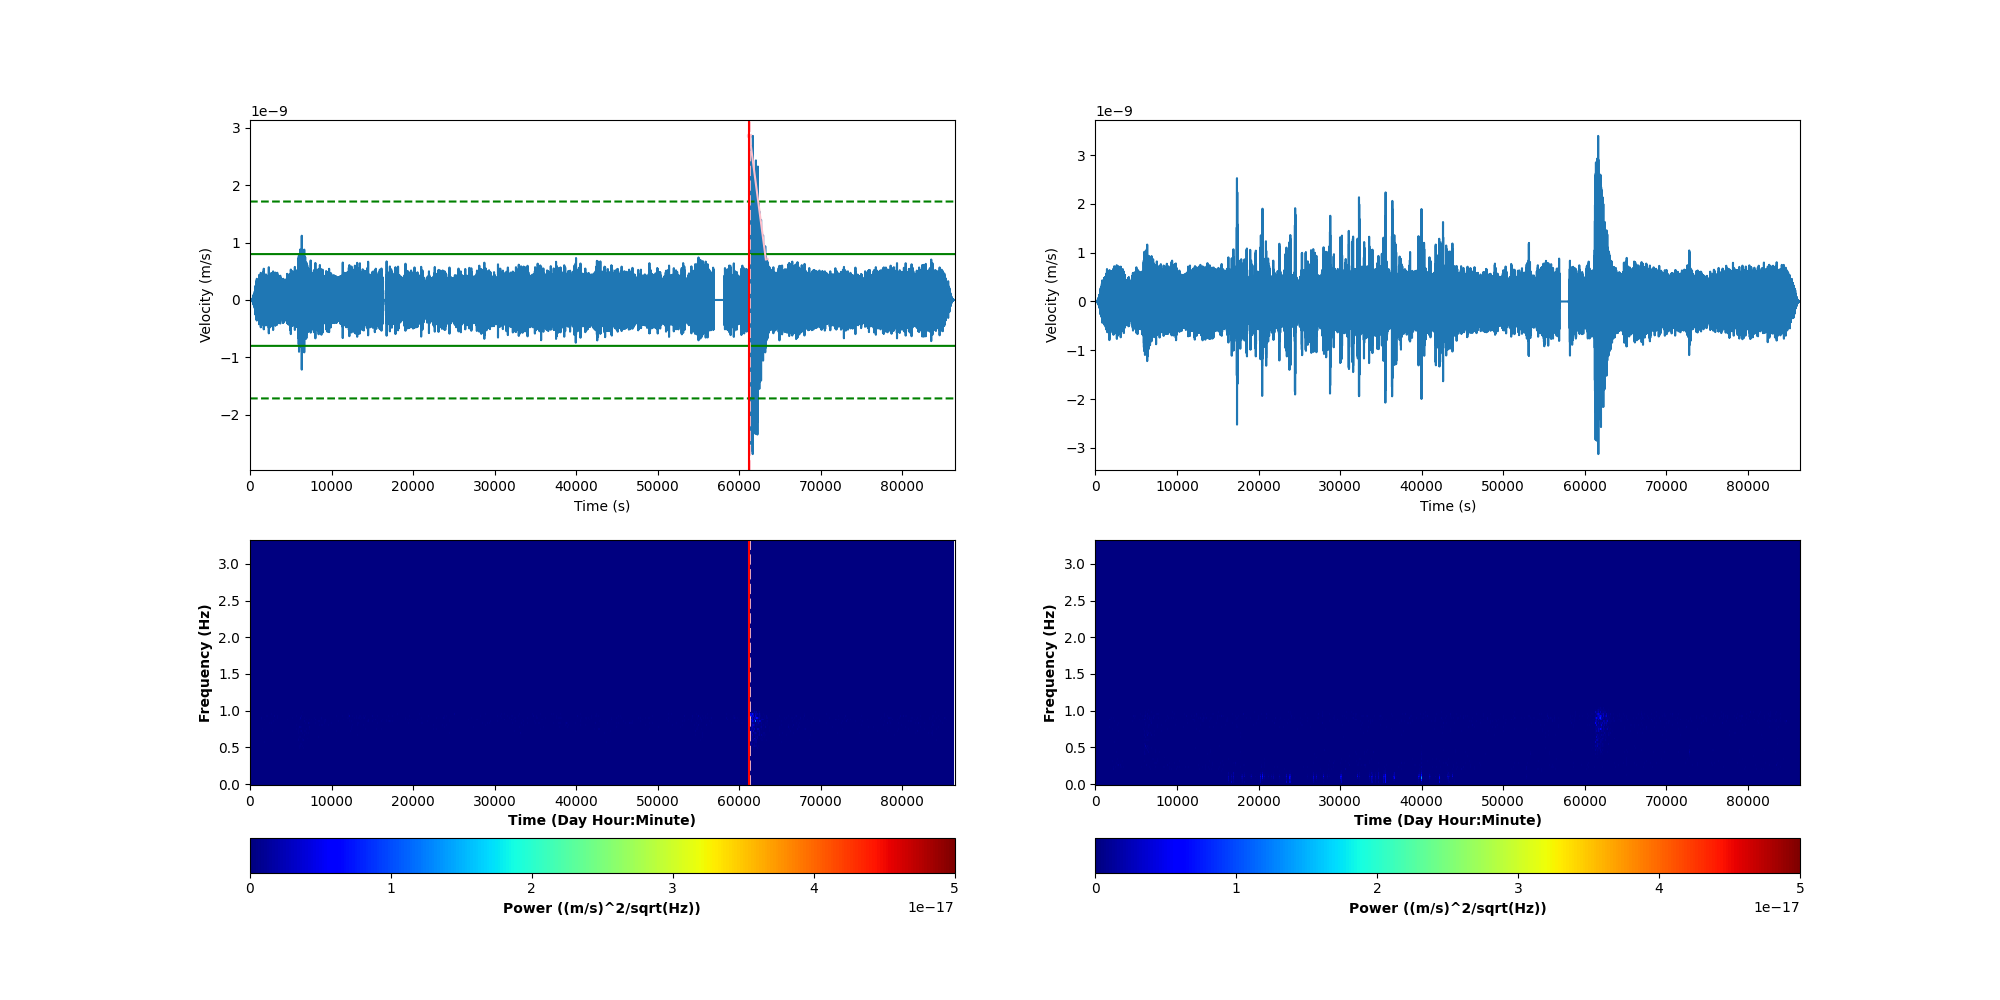 1e−9
3
2
1
0
−1
−2
Velocity (m/s)
0 10000 20000 30000 40000 50000 60000 70000 80000
Time (s)
1e−9
3
2
1
0
−1
−2
−3
Velocity (m/s)
0 10000 20000 30000 40000 50000 60000 70000 80000
Time (s)
3.0
2.5
2.0
1.5
1.0
0.5
0.0
Frequency (Hz)
0 10000 20000 30000 40000 50000 60000 70000 80000
Time (Day Hour:Minute)
3.0
2.5
2.0
1.5
1.0
0.5
0.0
Frequency (Hz)
0 10000 20000 30000 40000 50000 60000 70000 80000
Time (Day Hour:Minute)
0 1 2 3 4 5
1e−17
Power ((m/s)^2/sqrt(Hz))
0 1 2 3 4 5
1e−17
Power ((m/s)^2/sqrt(Hz))